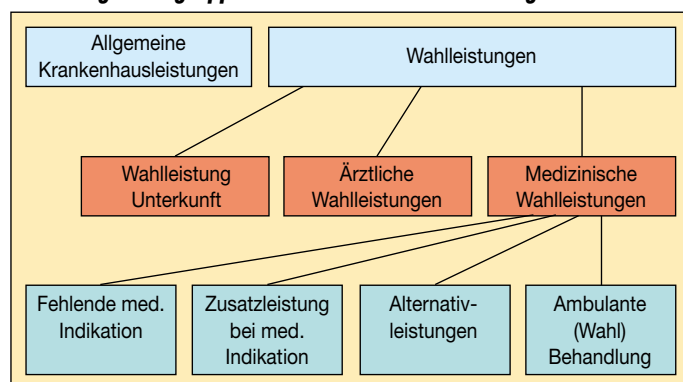 Allgemeine
Krankenhausleistungen
Wahlleistungen
Wahlleistung
Unterkunft
Ärztliche
Wahlleistungen
Medizinische
Wahlleistungen
Fehlende med.
Indikation
Zusatzleistung
bei med.
Indikation
Alternativ-
leistungen
Ambulante
(Wahl)
Behandlung